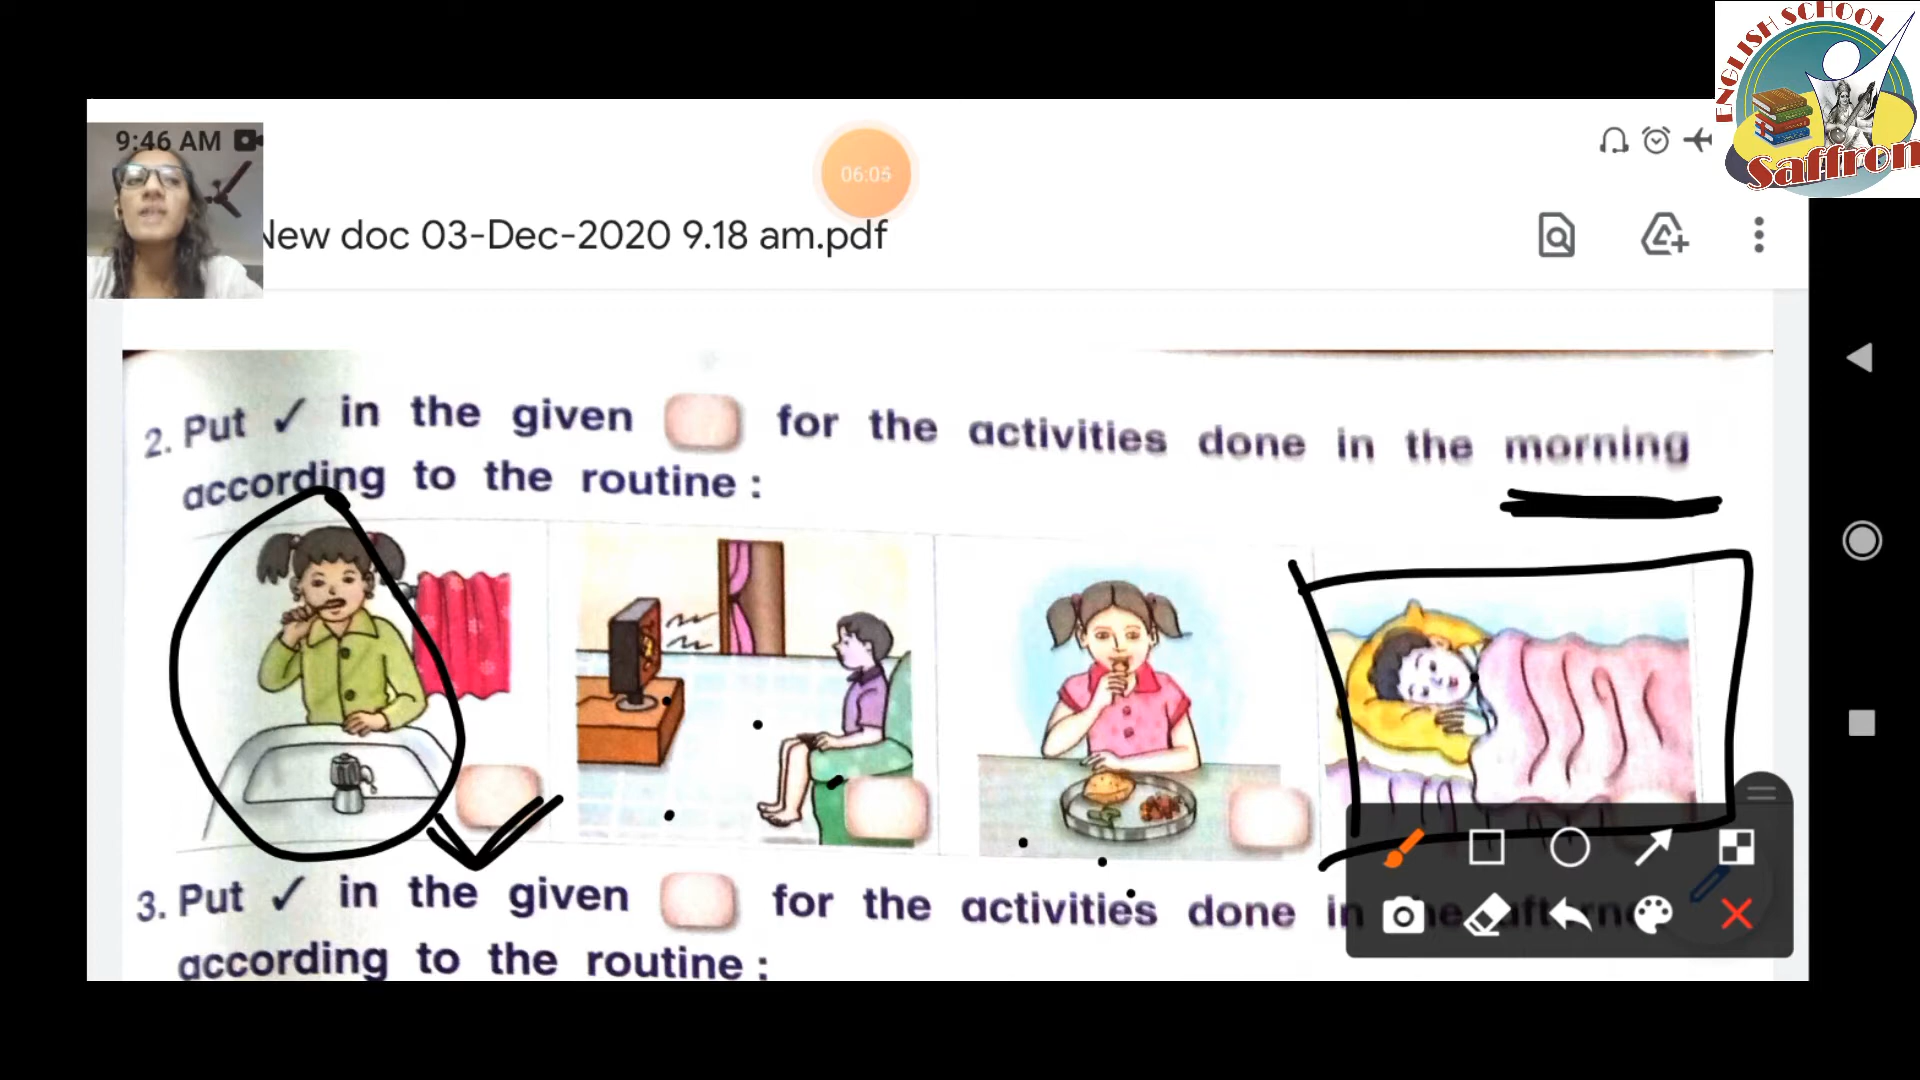 ENGLISH SCHOOL
Saffron
9:46 AM
06:05
New doc 03-Dec-2020 9.18 am.pdf
2. Put ✓ in the given for the activities done in the morning
according to the routine :
3. Put ✓ in the given for the activities done in
according to the routine :